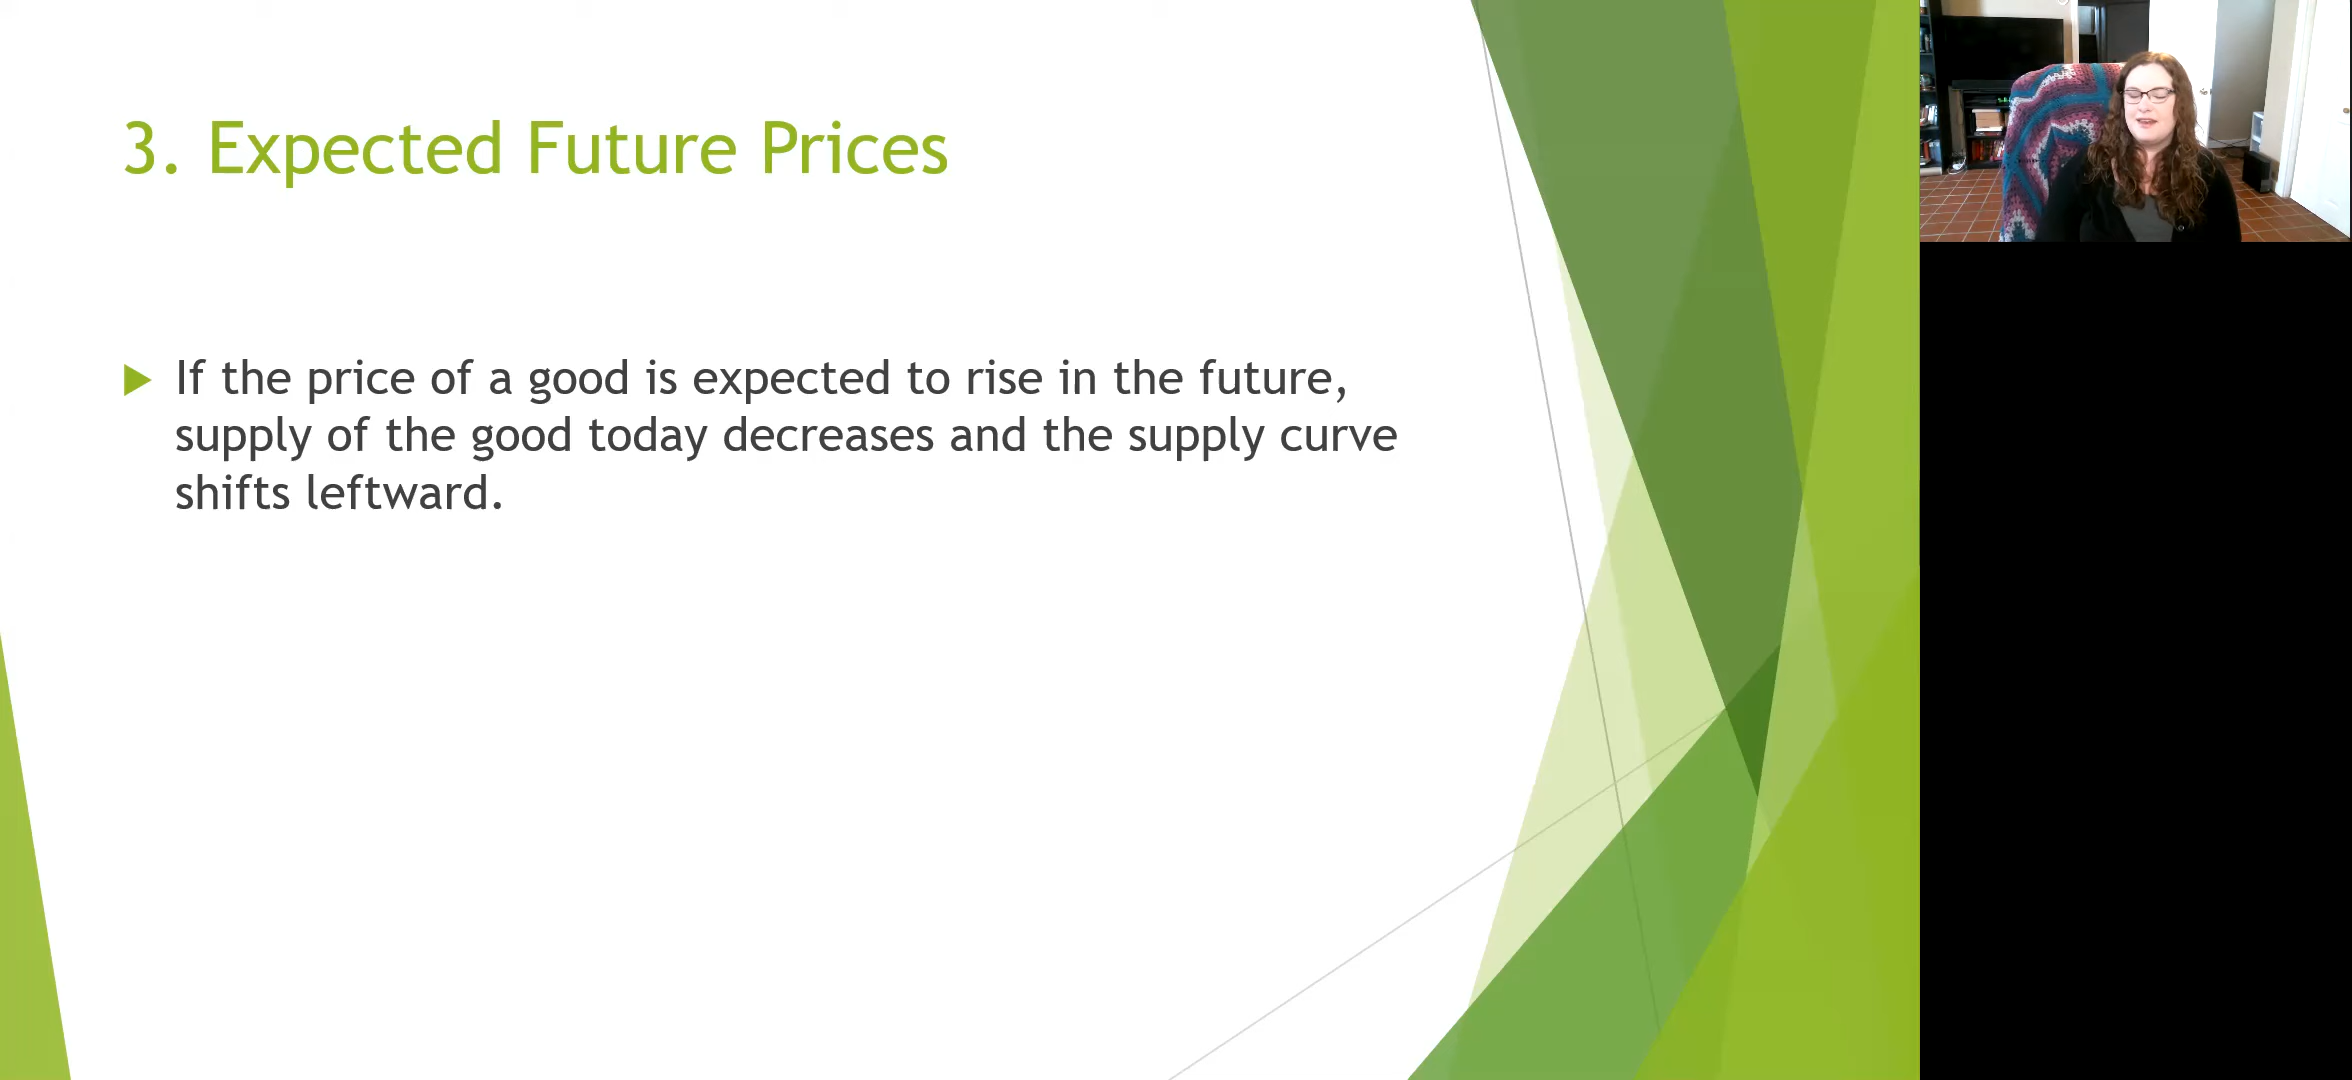 3. Expected Future Prices
If the price of a good is expected to rise in the future,
supply of the good today decreases and the supply curve
shifts leftward.